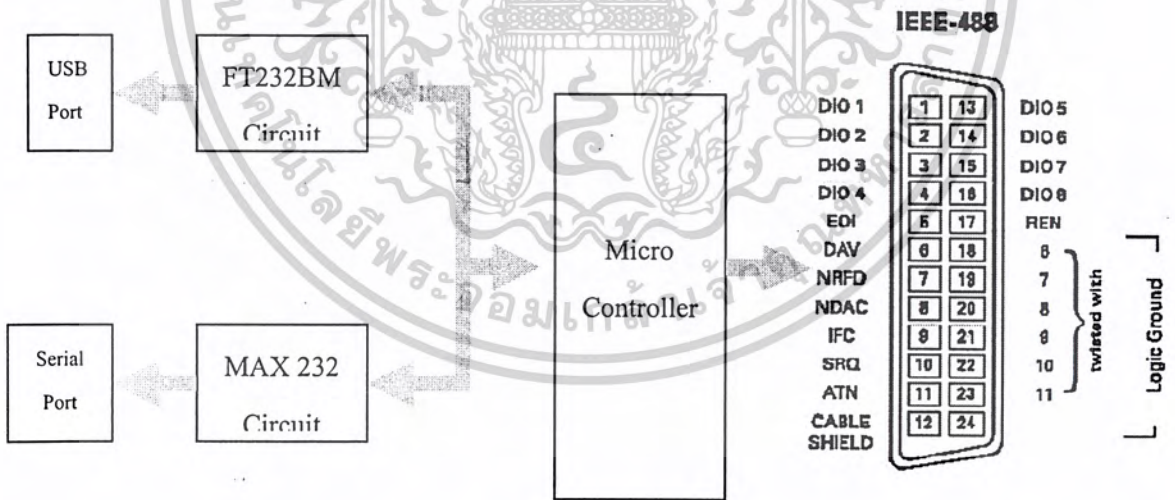 IEEE-488
USB
Port
FT232BM
Circuit
Serial
Port
MAX 232
Circuit
Micro
Controller
DIO 1
DIO 2
DIO 3
DIO 4
EOI
DAV
NRFD
NDAC
IFC
SRQ
ATN
CABLE
SHIELD
1 13
2 14
3 15
4 16
5 17
6 18
7 19
8 20
9 21
10 22
11 23
12 24
DIO 5
DIO 6
DIO 7
DIO 8
REN
6
7
8
9
10
11
twisted with
Logic Ground